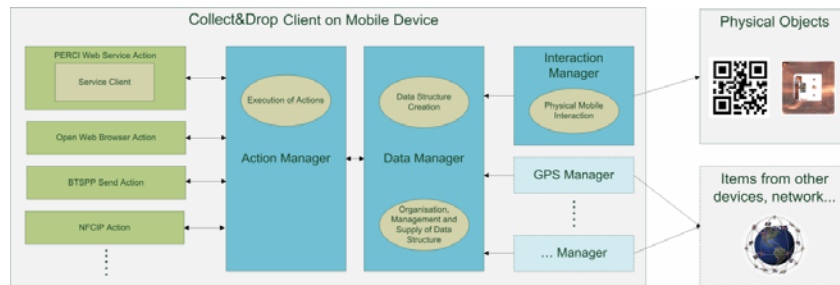 Collect&Drop Client on Mobile Device
PERCI Web Service Action
Service Client
Open Web Browser Action
BTSPP Send Action
NFCIP Action
Execution of Actions
Action Manager
Data Structure
Creation
Data Manager
Organisation,
Management and
Supply of Data
Structure
Interaction
Manager
Physical Mobile
Interaction
GPS Manager
... Manager
Physical Objects
Items from other
devices, network...